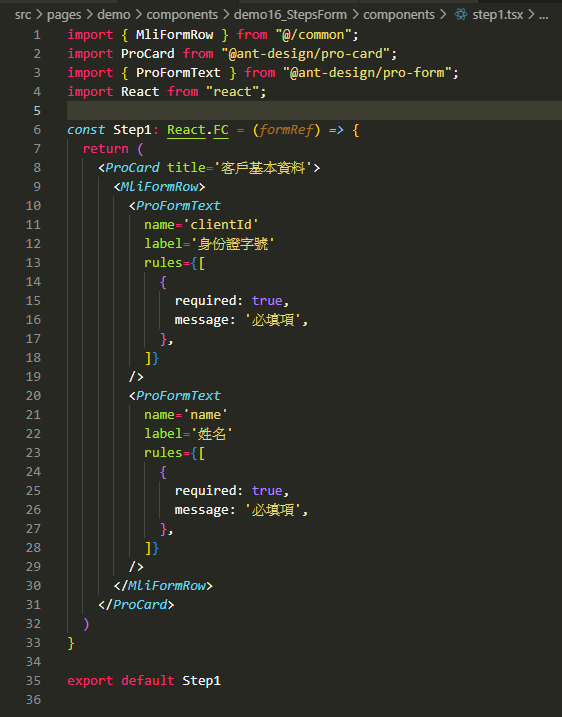 src > pages > demo > components > demo16_StepsForm > components > step1.tsx > ...
1 import { MliFormRow } from "@/common";
2 import ProCard from "@ant-design/pro-card";
3 import { ProFormText } from "@ant-design/pro-form";
4 import React from "react";
5
6 const Step1: React.FC = (formRef) => {
7   return (
8     <ProCard title='客戶基本資料'>
9       <MliFormRow>
10         <ProFormText
11           name='clientId'
12           label='身份證字號'
13           rules={[
14             {
15               required: true,
16               message: '必填項',
17             },
18           ]}
19         />
20         <ProFormText
21           name='name'
22           label='姓名'
23           rules={[
24             {
25               required: true,
26               message: '必填項',
27             },
28           ]}
29         />
30       </MliFormRow>
31     </ProCard>
32   )
33 }
34
35 export default Step1
36